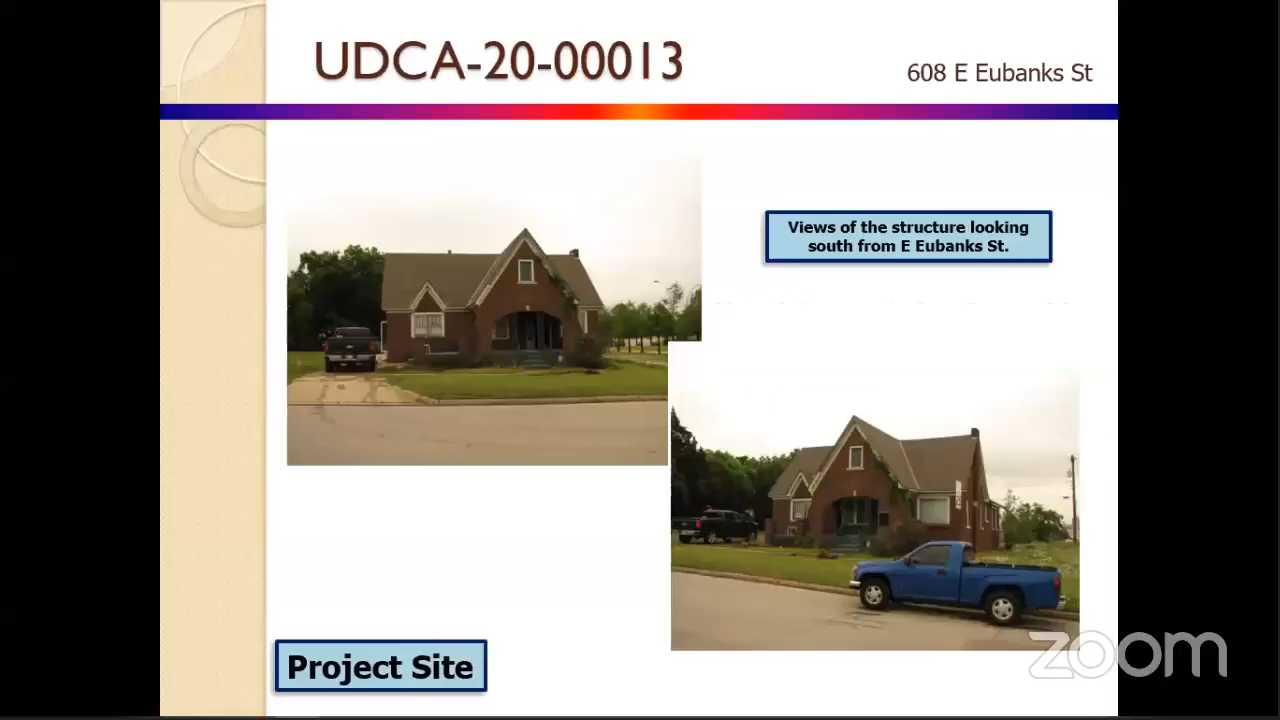 UDCA-20-00013
608 E Eubanks St
Views of the structure looking
south from E Eubanks St.
Project Site
zoom